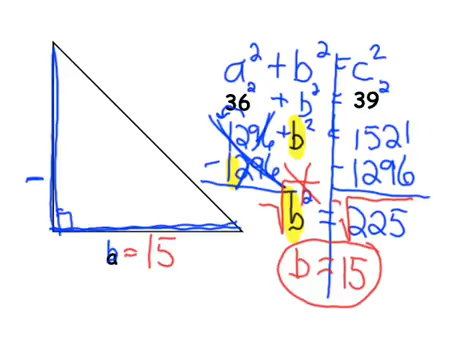 a² + b² = c²
36² + b² = 39²
1296 + b² = 1521
- 1296 - 1296
√b² = √225
b = 15
b = 15